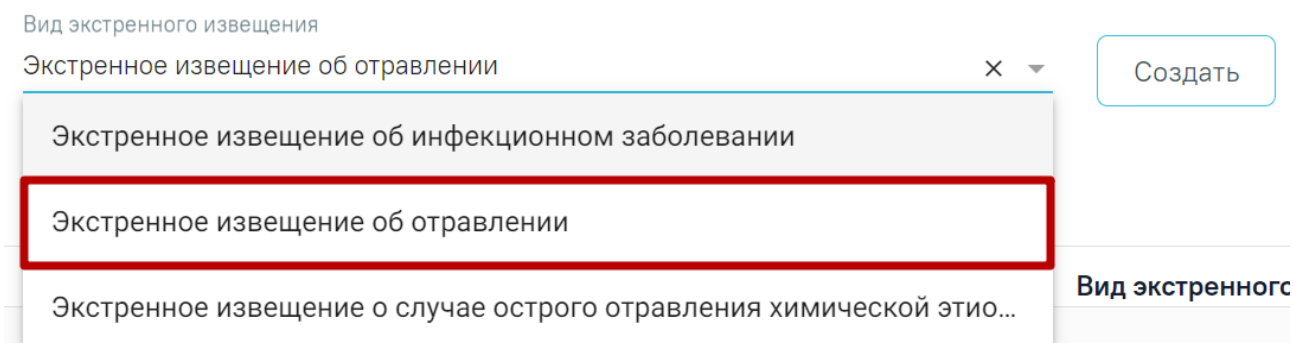 Вид экстренного извещения
Экстренное извещение об отравлении
Создать
Экстренное извещение об инфекционном заболевании
Экстренное извещение об отравлении
Экстренное извещение о случае острого отравления химической этио...
Вид экстренного